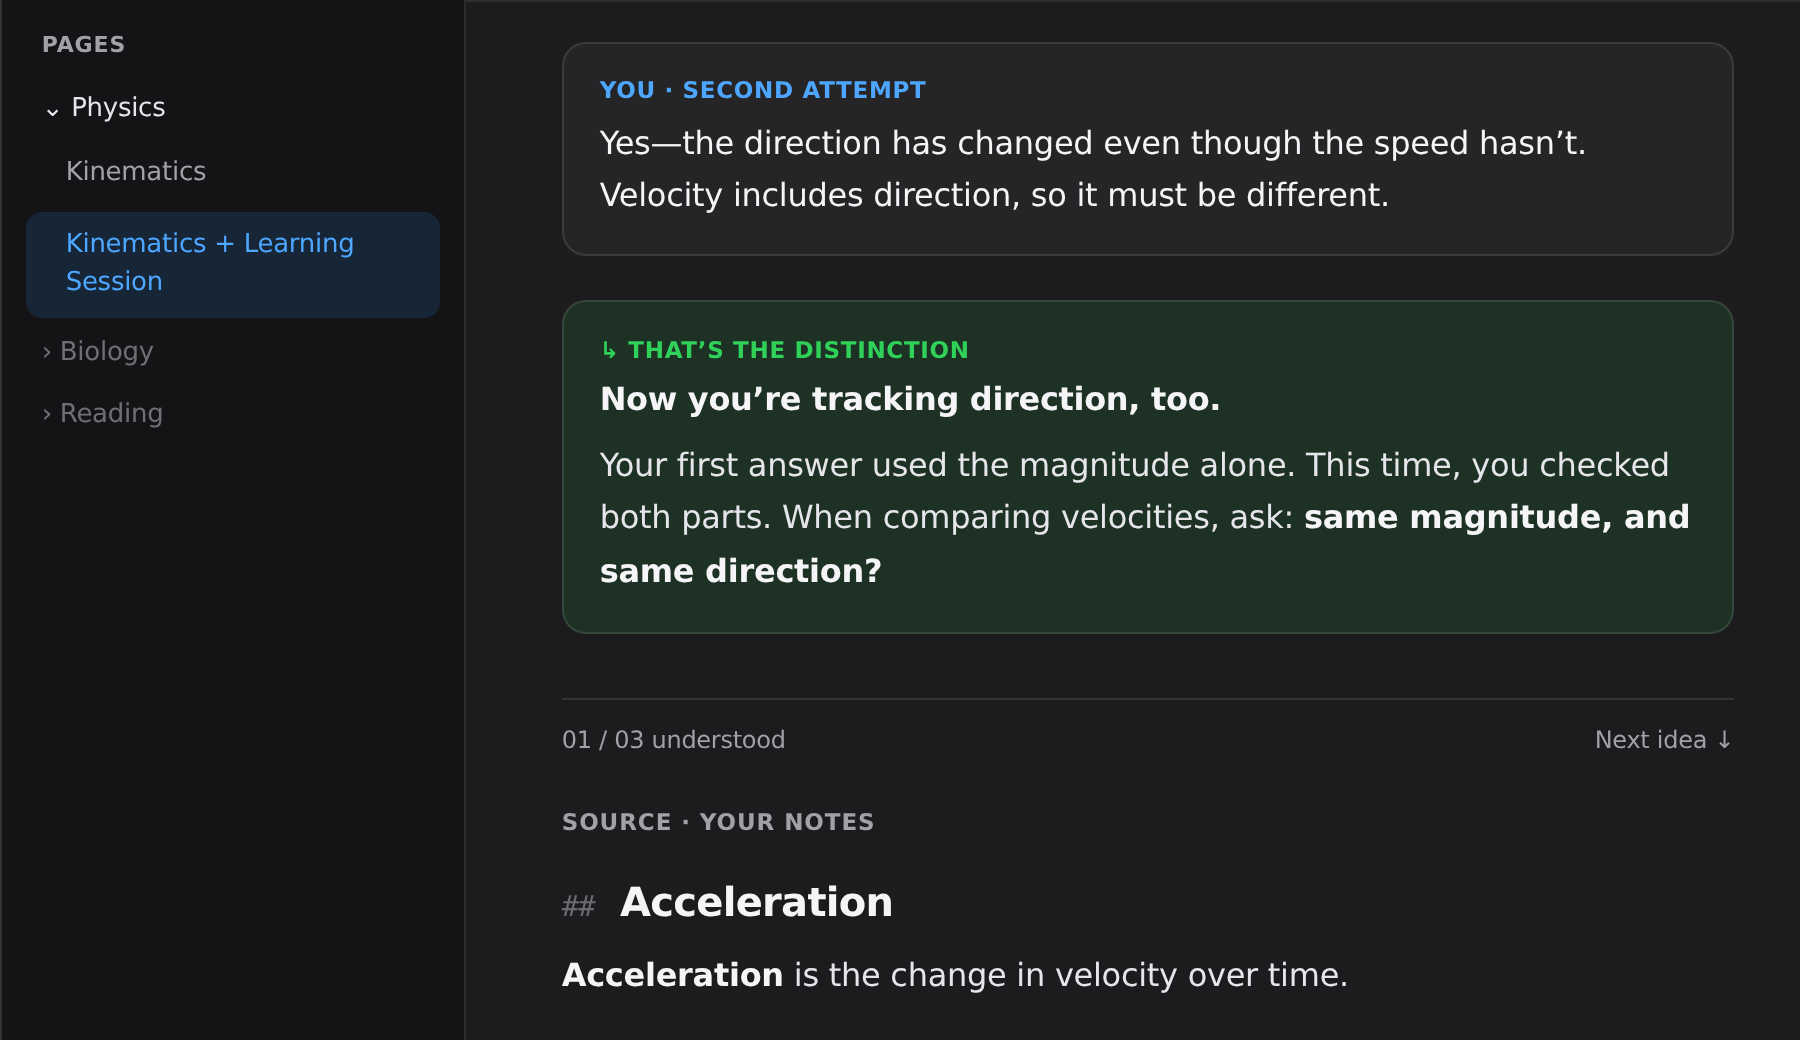 PAGES
⌄ Physics
Kinematics
Kinematics + Learning
Session
› Biology
› Reading
YOU · SECOND ATTEMPT
Yes—the direction has changed even though the speed hasn’t.
Velocity includes direction, so it must be different.
↳ THAT’S THE DISTINCTION
Now you’re tracking direction, too.
Your first answer used the magnitude alone. This time, you checked
both parts. When comparing velocities, ask: same magnitude, and
same direction?
01 / 03 understood
Next idea ↓
SOURCE · YOUR NOTES
## Acceleration
Acceleration is the change in velocity over time.